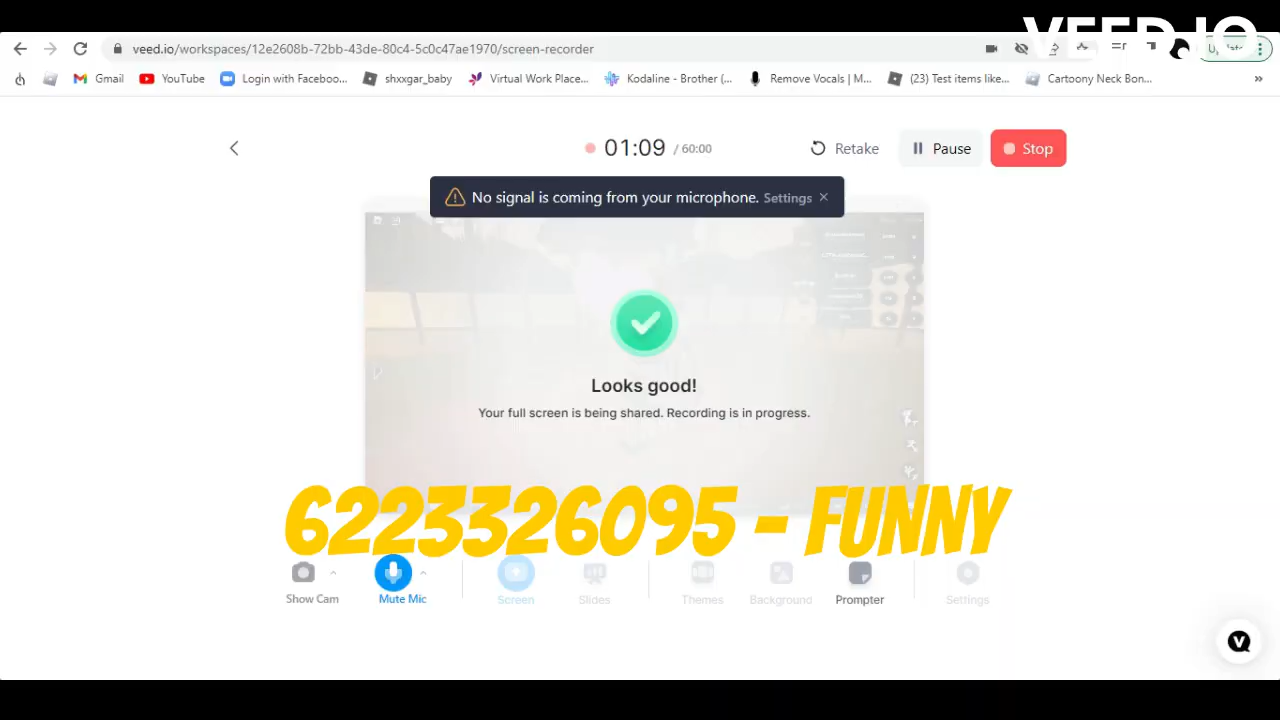 VEED.IO
veed.io/workspaces/12e2608b-72bb-43de-80c4-5c0c47ae1970/screen-recorder
Gmail
YouTube
Login with Faceboo...
shxxgar_baby
Virtual Work Place...
Kodaline - Brother (...
Remove Vocals | M...
(23) Test items like...
Cartoony Neck Bon...
»
01:09 / 60:00
Retake
Pause
Stop
No signal is coming from your microphone. Settings ×
Looks good!
Your full screen is being shared. Recording is in progress.
6223326095 - FUNNY
Show Cam
Mute Mic
Screen
Slides
Themes
Background
Prompter
Settings